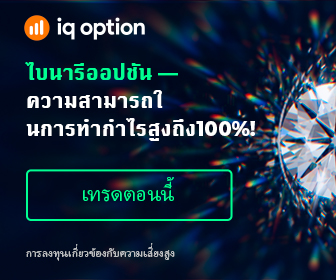 iq option
ไบนารีออปชัน —
ความสามารถใ
นการทำกำไรสูงถึง100%!
เทรดตอนนี้
การลงทุนเกี่ยวข้องกับความเสี่ยงสูง